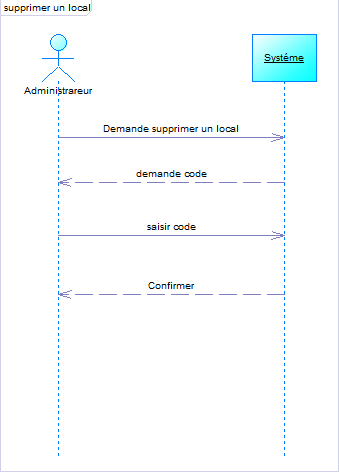 supprimer un local
Systéme
Administrareur
Demande supprimer un local
demande code
saisir code
Confirmer